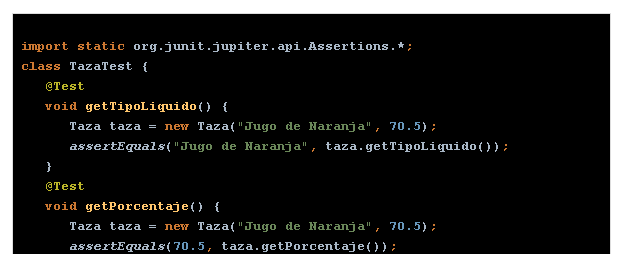 import static org.junit.jupiter.api.Assertions.*;
class TazaTest {
@Test
void getTipoLiquido() {
Taza taza = new Taza("Jugo de Naranja", 70.5);
assertEquals("Jugo de Naranja", taza.getTipoLiquido());
}
@Test
void getPorcentaje() {
Taza taza = new Taza("Jugo de Naranja", 70.5);
assertEquals(70.5, taza.getPorcentaje());